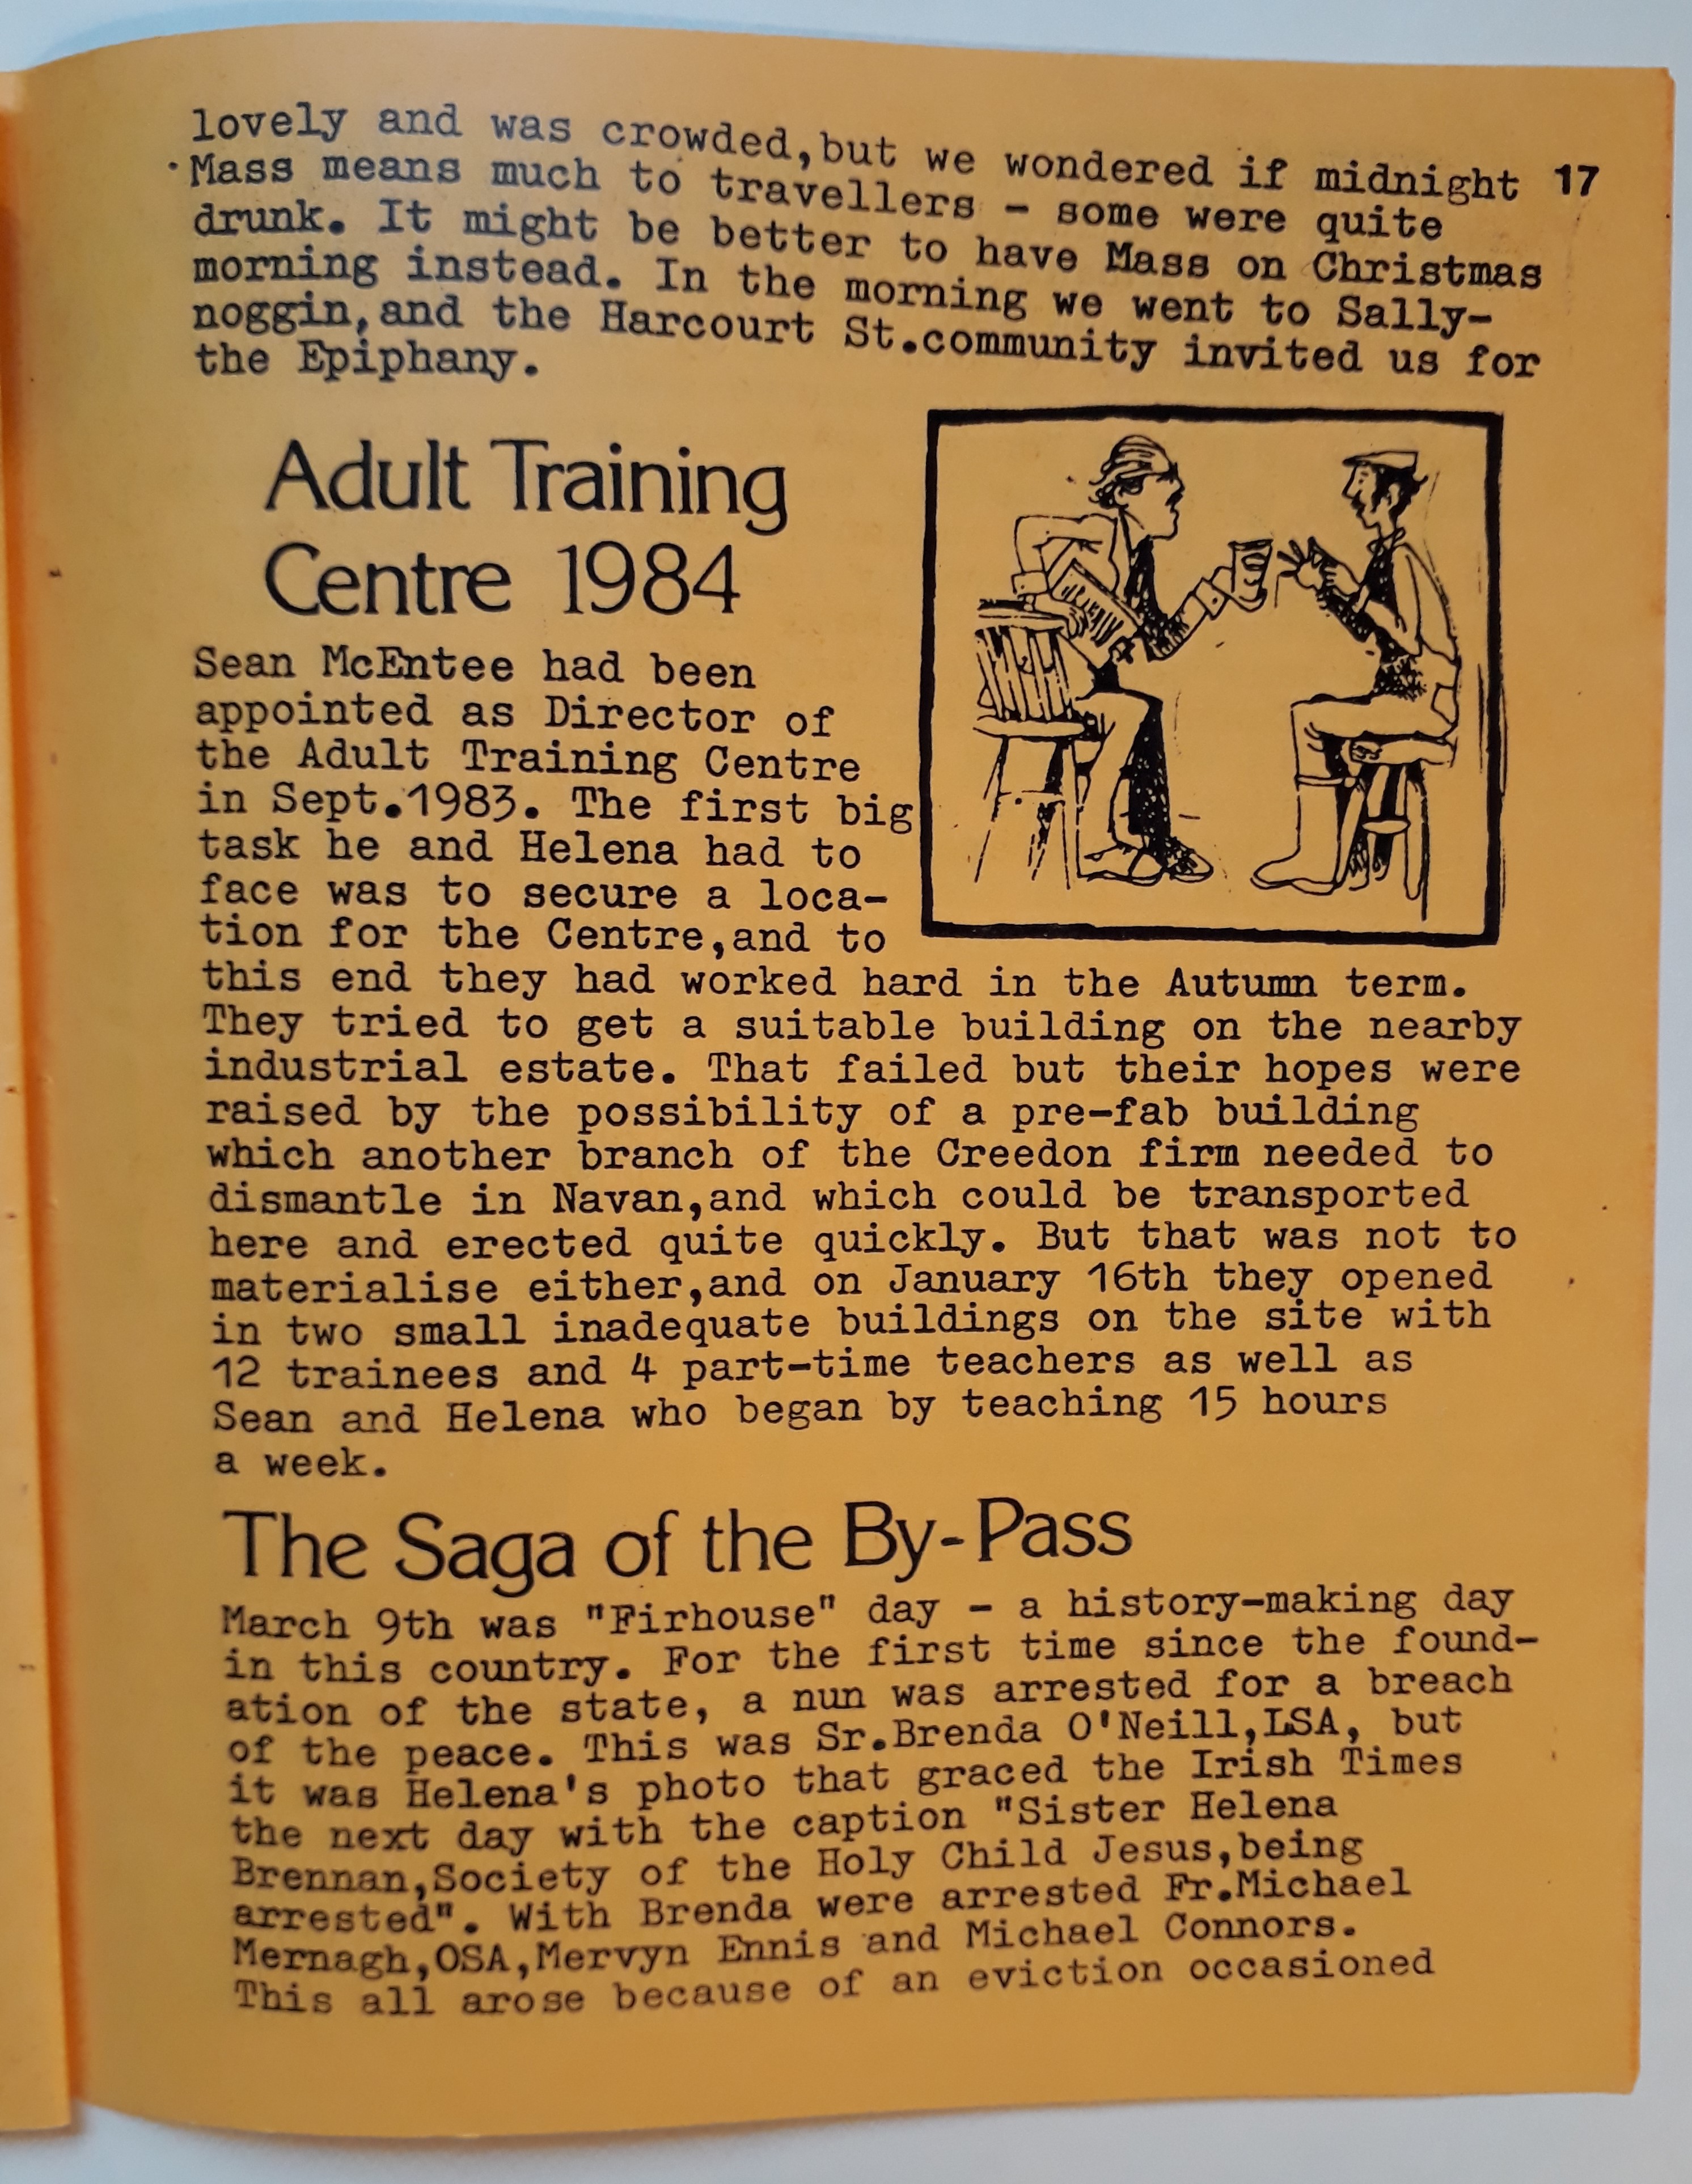 lovely and was crowded,but we wondered if midnight 17
Mass means much to travellers - some were quite
drunk. It might be better to have Mass on Christmas
morning instead. In the morning we went to Sally-
noggin,and the Harcourt St.community invited us for
the Epiphany.
Adult Training
Centre 1984
Sean McEntee had been
appointed as Director of
the Adult Training Centre
in Sept.1983. The first big
task he and Helena had to
face was to secure a loca-
tion for the Centre,and to
this end they had worked hard in the Autumn term.
They tried to get a suitable building on the nearby
industrial estate. That failed but their hopes were
raised by the possibility of a pre-fab building
which another branch of the Creedon firm needed to
dismantle in Navan,and which could be transported
here and erected quite quickly. But that was not to
materialise either,and on January 16th they opened
in two small inadequate buildings on the site with
12 trainees and 4 part-time teachers as well as
Sean and Helena who began by teaching 15 hours
a week.
The Saga of the By-Pass
March 9th was "Firhouse" day - a history-making day
in this country. For the first time since the found-
ation of the state, a nun was arrested for a breach
of the peace. This was Sr.Brenda O'Neill,LSA, but
it was Helena's photo that graced the Irish Times
the next day with the caption "Sister Helena
Brennan,Society of the Holy Child Jesus,being
arrested". With Brenda were arrested Fr.Michael
Mernagh,OSA,Mervyn Ennis and Michael Connors.
This all arose because of an eviction occasioned